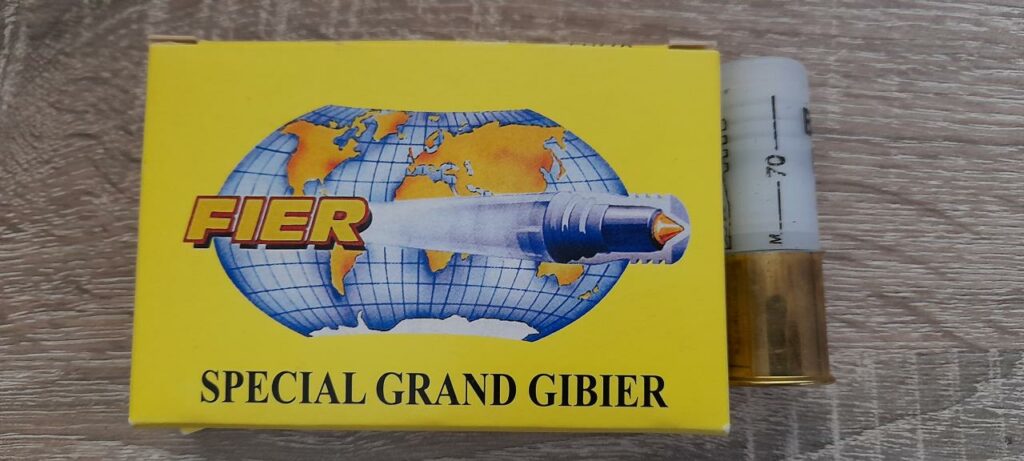 FIER
SPECIAL GRAND GIBIER
M 70